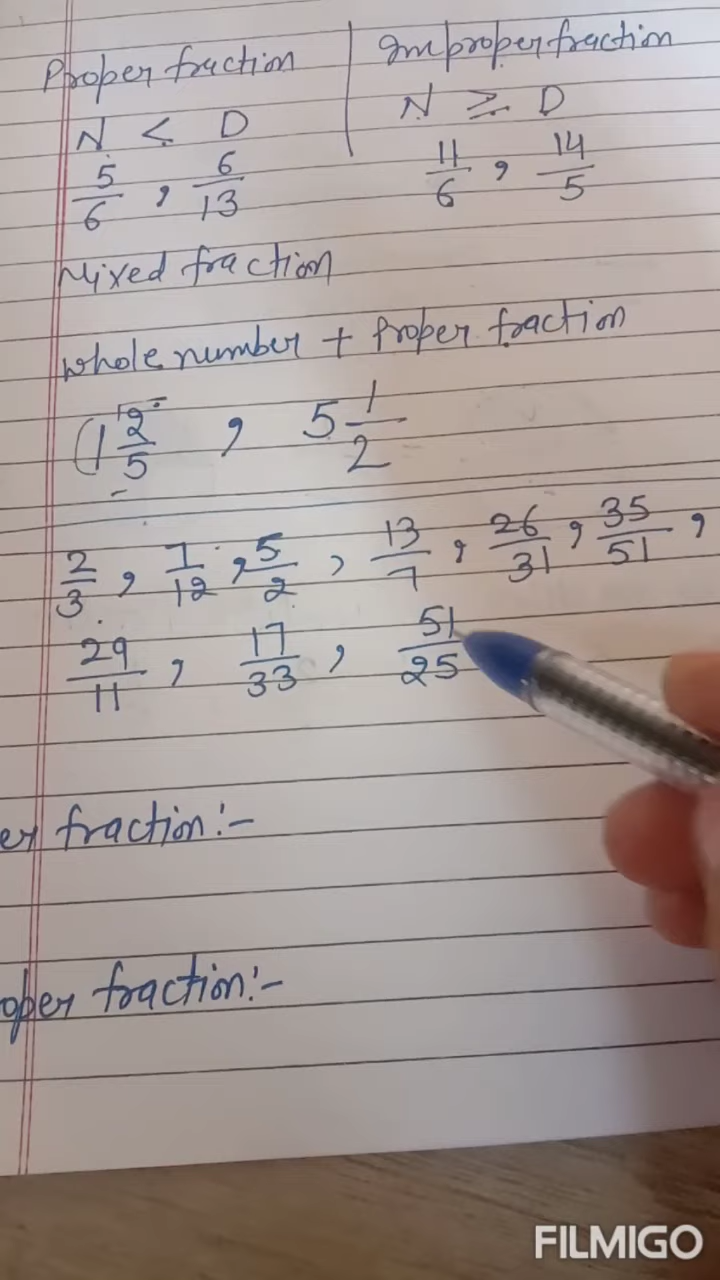 Proper fraction | Improper fraction
N < D | N ≥ D
5/6 , 6/13 | 11/6 , 14/5
Mixed fraction
Whole number + Proper fraction
(1 2/5 , 5 1/2
2/3 , 7/12 , 5/2 , 13/7 , 26/31 , 35/51 ,
29/11 , 17/33 , 51/25
er fraction:-
oper fraction:-
FILMIGO